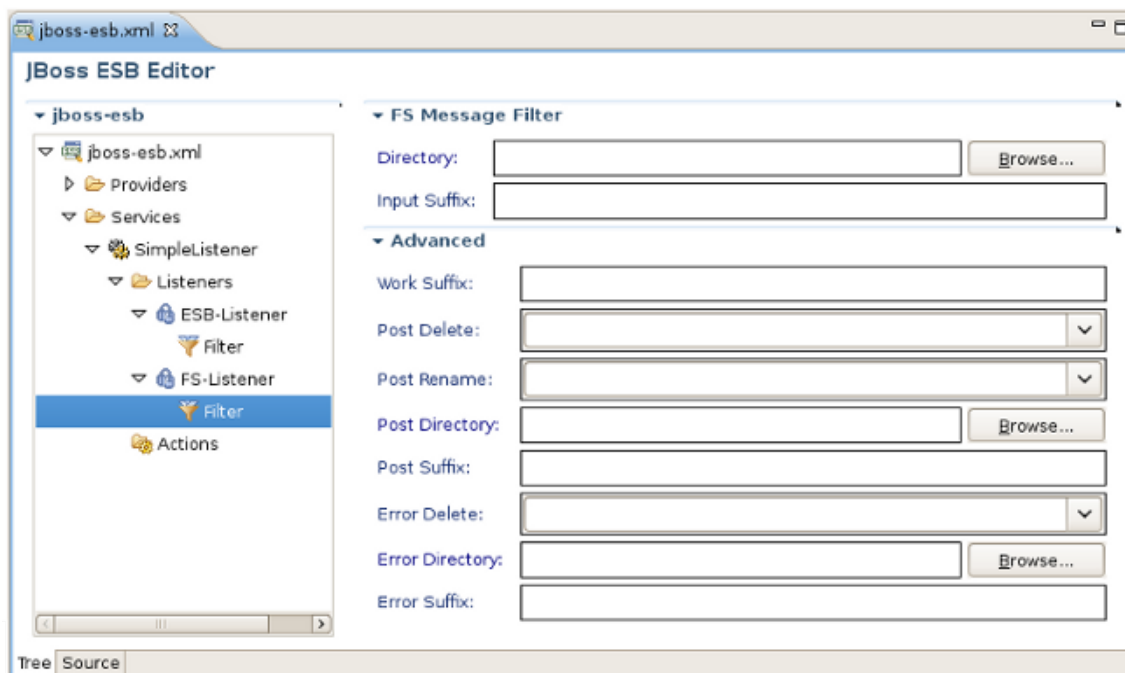 jboss-esb.xml
JBoss ESB Editor
jboss-esb
jboss-esb.xml
Providers
Services
SimpleListener
Listeners
ESB-Listener
Filter
FS-Listener
Filter
Actions
FS Message Filter
Directory: Browse...
Input Suffix:
Advanced
Work Suffix:
Post Delete:
Post Rename:
Post Directory: Browse...
Post Suffix:
Error Delete:
Error Directory: Browse...
Error Suffix:
Tree Source